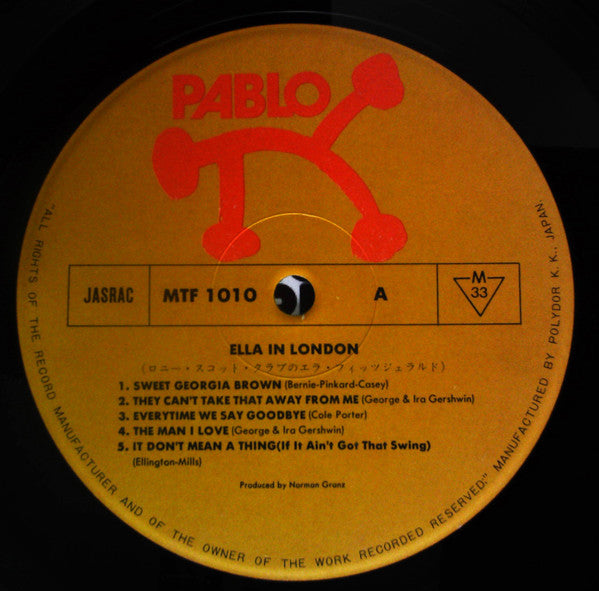 PABLO
JASRAC
MTF 1010
A
M
33
ELLA IN LONDON
(ロニー・スコット・クラブのエラ・フィッツジェラルド)
1. SWEET GEORGIA BROWN (Bernie-Pinkard-Casey)
2. THEY CAN'T TAKE THAT AWAY FROM ME (George & Ira Gershwin)
3. EVERYTIME WE SAY GOODBYE (Cole Porter)
4. THE MAN I LOVE (George & Ira Gershwin)
5. IT DON'T MEAN A THING(If It Ain't Got That Swing)
(Ellington-Mills)
Produced by Norman Granz
"ALL RIGHTS OF THE RECORD MANUFACTURER AND OF THE OWNER OF THE WORK RECORDED RESERVED;" MANUFACTURED BY POLYDOR K. K., JAPAN